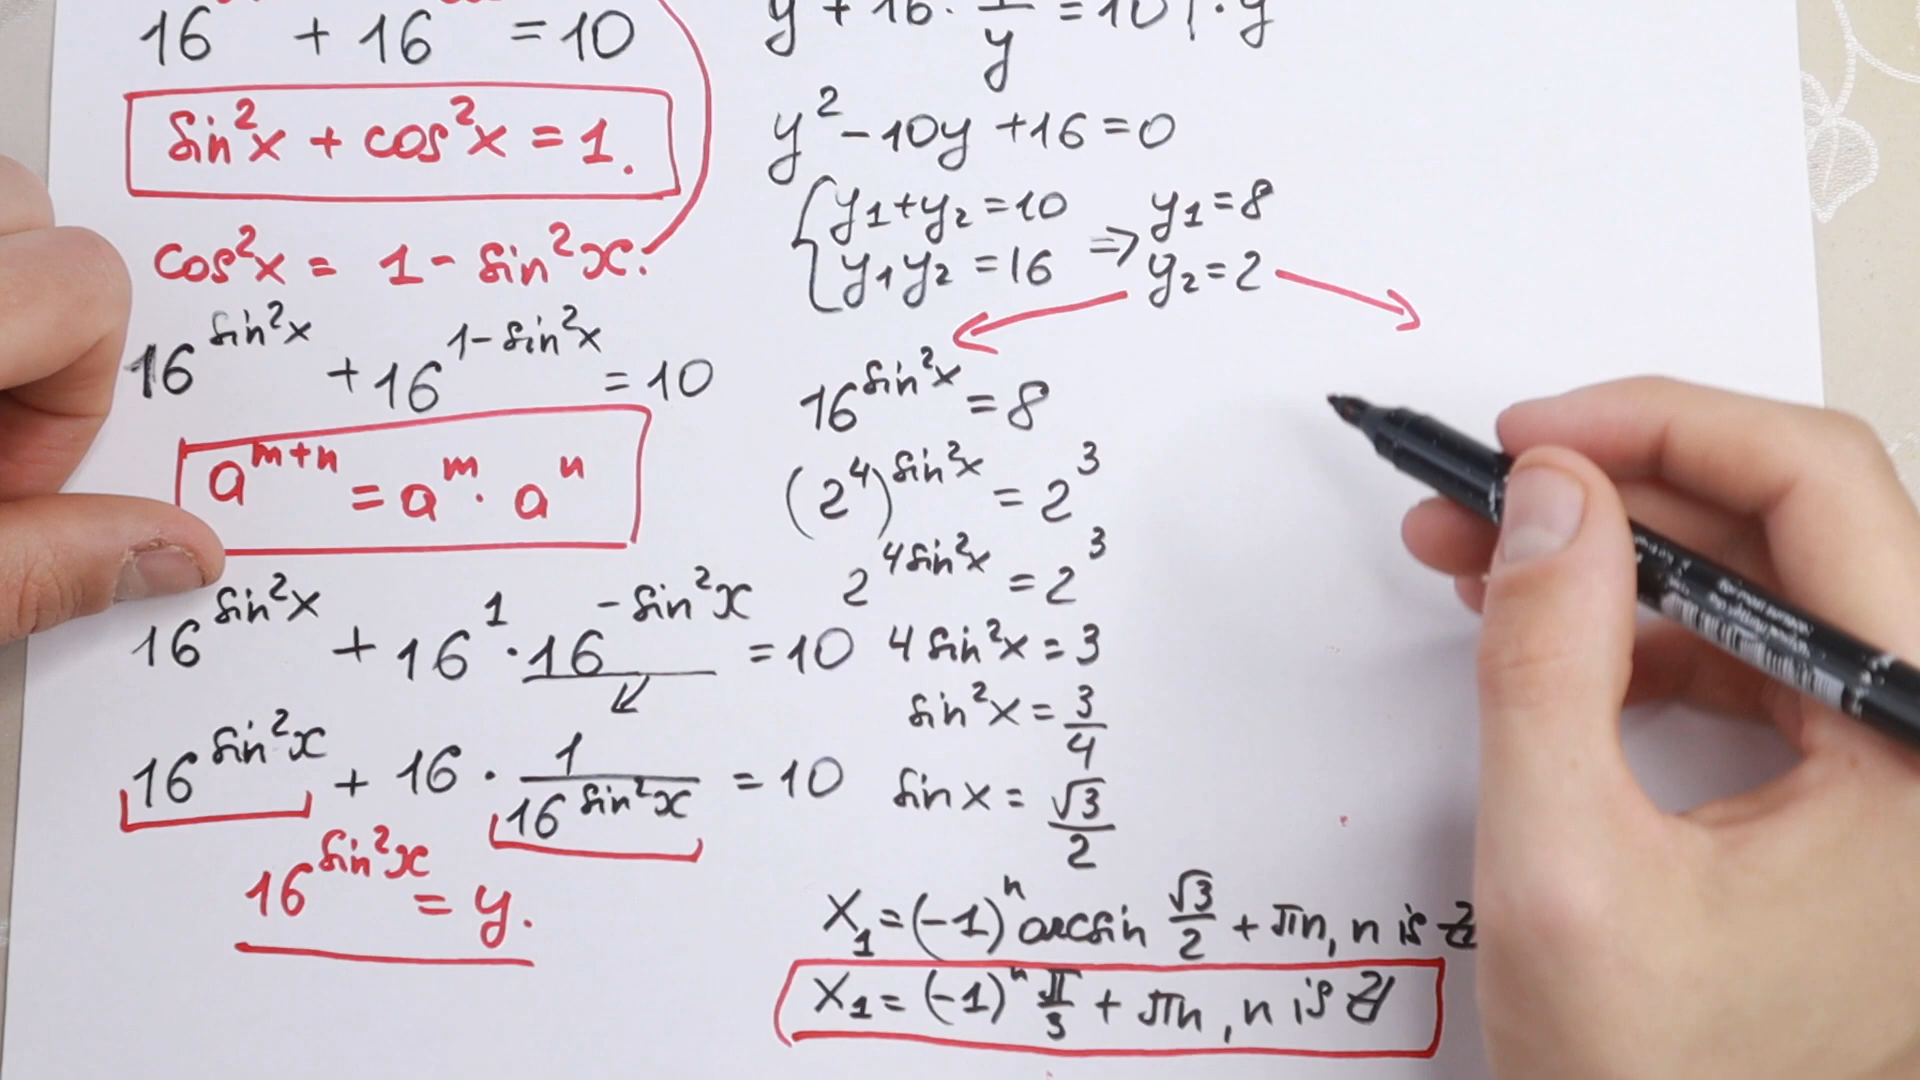 16 + 16 = 10
sin²x + cos²x = 1.
cos²x = 1 - sin²x.
16^(sin²x) + 16^(1-sin²x) = 10
a^(m+n) = a^m · a^n
16^(sin²x) + 16^1 · 16^(-sin²x) = 10
16^(sin²x) + 16 · 1/16^(sin²x) = 10
16^(sin²x) = y.
y + 16 · 1/y = 10 | · y
y² - 10y + 16 = 0
y₁ + y₂ = 10
y₁y₂ = 16
⇒ y₁ = 8
y₂ = 2
16^(sin²x) = 8
(2⁴)^(sin²x) = 2³
2^(4sin²x) = 2³
4sin²x = 3
sin²x = 3/4
sinx = √3/2
X₁ = (-1)^n arcsin √3/2 + πn, n is Z
X₁ = (-1)^n π/3 + πn, n is Z